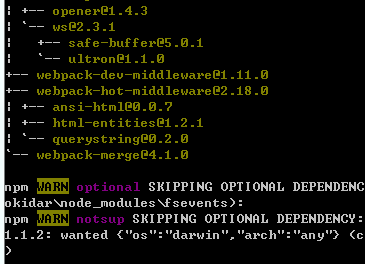 ¦ +-- opener@1.4.3
¦ `-- ws@2.3.1
¦   +-- safe-buffer@5.0.1
¦   `-- ultron@1.1.0
+-- webpack-dev-middleware@1.11.0
+-- webpack-hot-middleware@2.18.0
¦ +-- ansi-html@0.0.7
¦ +-- html-entities@1.2.1
¦ `-- querystring@0.2.0
`-- webpack-merge@4.1.0
npm WARN optional SKIPPING OPTIONAL DEPENDENC
okidar\node_modules\fsevents):
npm WARN notsup SKIPPING OPTIONAL DEPENDENCY:
1.1.2: wanted {"os":"darwin","arch":"any"} (c
)